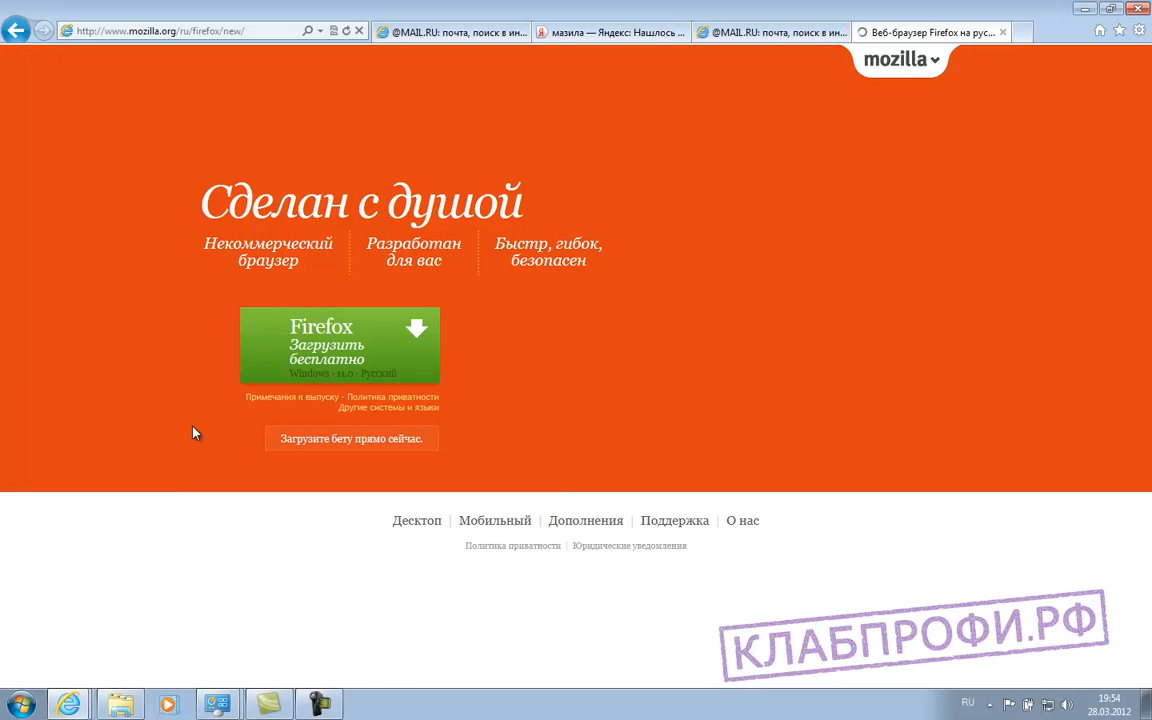 http://www.mozilla.org/ru/firefox/new/
@MAIL.RU: почта, поиск в ин...
мазила — Яндекс: Нашлось ...
@MAIL.RU: почта, поиск в ин...
Веб-браузер Firefox на рус...
mozilla
Сделан с душой
Некоммерческий браузер
Разработан для вас
Быстр, гибок, безопасен
Firefox
Загрузить
бесплатно
Windows - 11.0 - Русский
Примечания к выпуску - Политика приватности
Другие системы и языки
Загрузите бету прямо сейчас.
Десктоп | Мобильный | Дополнения | Поддержка | О нас
Политика приватности | Юридические уведомления
КЛАБПРОФИ.РФ
RU
19:54
28.03.2012